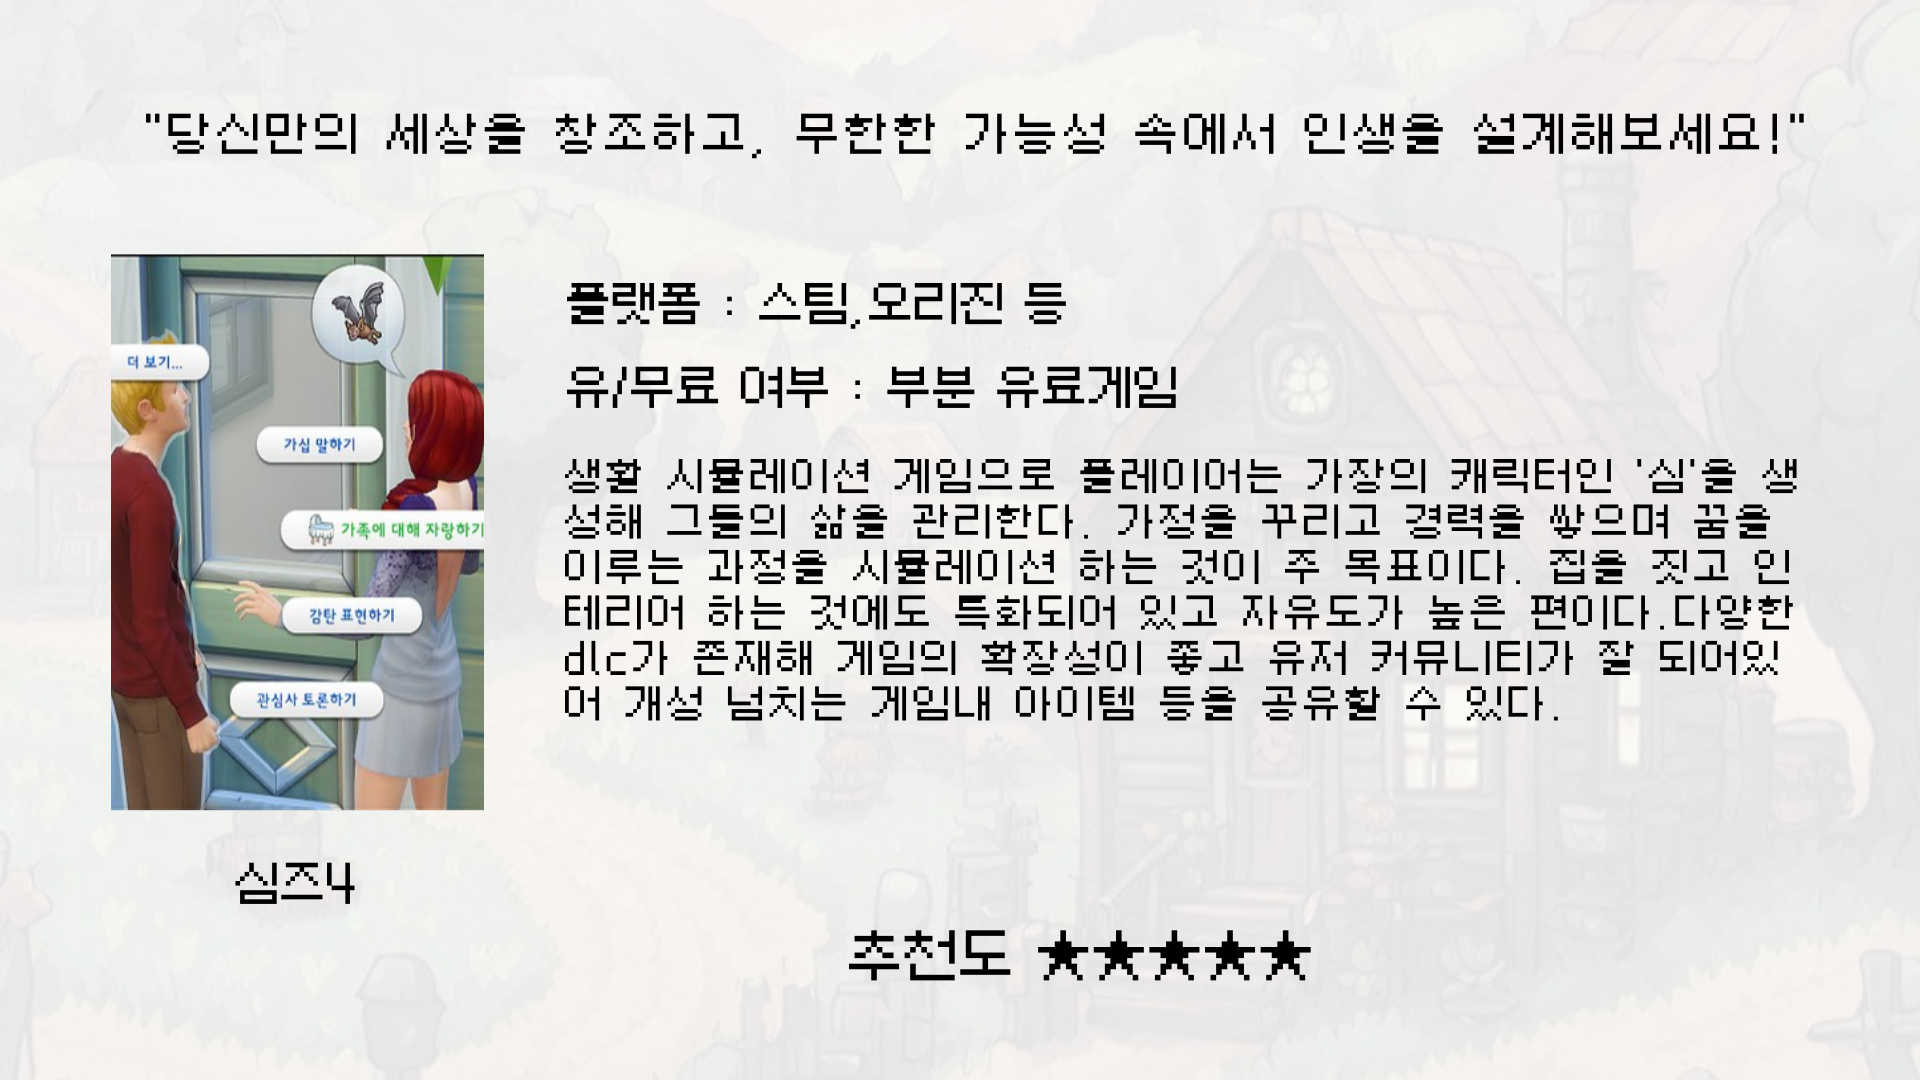 "당신만의 세상을 창조하고, 무한한 가능성 속에서 인생을 설계해보세요!"
더 보기...
가십 말하기
가족에 대해 자랑하기
감탄 표현하기
관심사 토론하기
심즈4
플랫폼 : 스팀,오리진 등
유/무료 여부 : 부분 유료게임
생활 시뮬레이션 게임으로 플레이어는 가장의 캐릭터인 '심'을 생
성해 그들의 삶을 관리한다. 가정을 꾸리고 경력을 쌓으며 꿈을
이루는 과정을 시뮬레이션 하는 것이 주 목표이다. 집을 짓고 인
테리어 하는 것에도 특화되어 있고 자유도가 높은 편이다.다양한
dlc가 존재해 게임의 확장성이 좋고 유저 커뮤니티가 잘 되어있
어 개성 넘치는 게임내 아이템 등을 공유할 수 있다.
추천도 ★★★★★